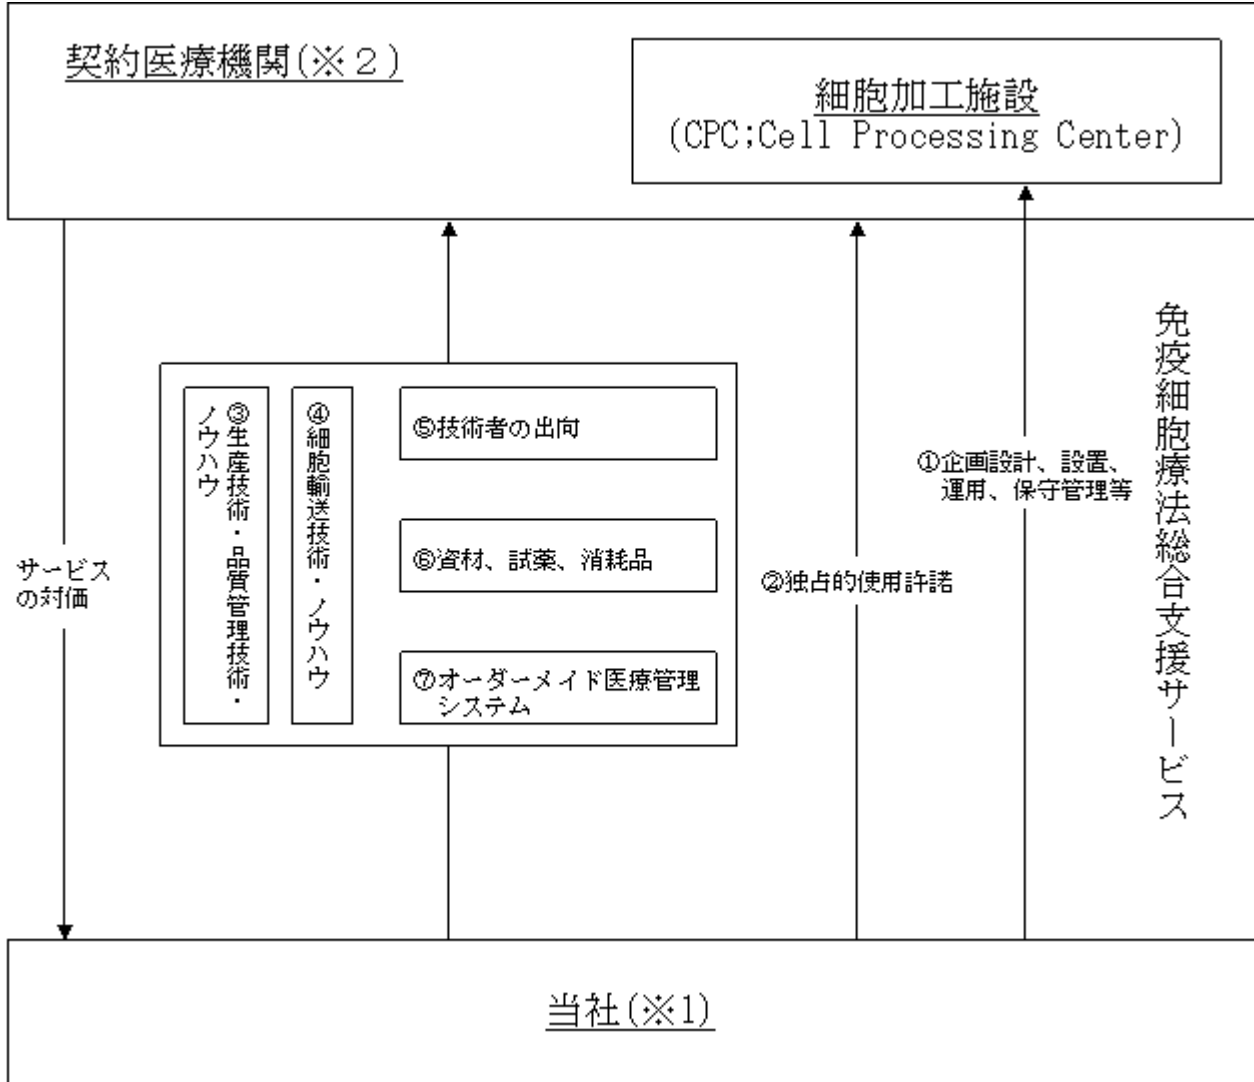 契約医療機関(※２)
細胞加工施設
(CPC;Cell Processing Center)
免疫細胞療法総合支援サービス
③生産技術・品質管理技術・
ノウハウ
④細胞輸送技術・ノウハウ
⑤技術者の出向
⑥資材、試薬、消耗品
⑦オーダーメイド医療管理
システム
①企画設計、設置、
運用、保守管理等
②独占的使用許諾
サービス
の対価
当社(※1)